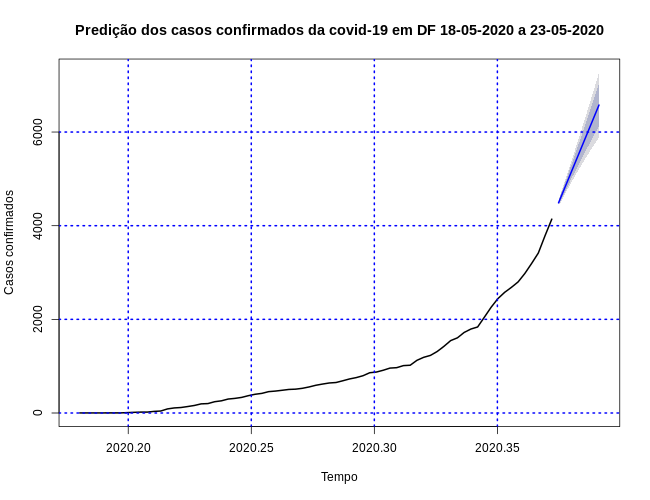 Predição dos casos confirmados da covid-19 em DF 18-05-2020 a 23-05-2020
Casos confirmados
6000
4000
2000
0
2020.20 2020.25 2020.30 2020.35
Tempo